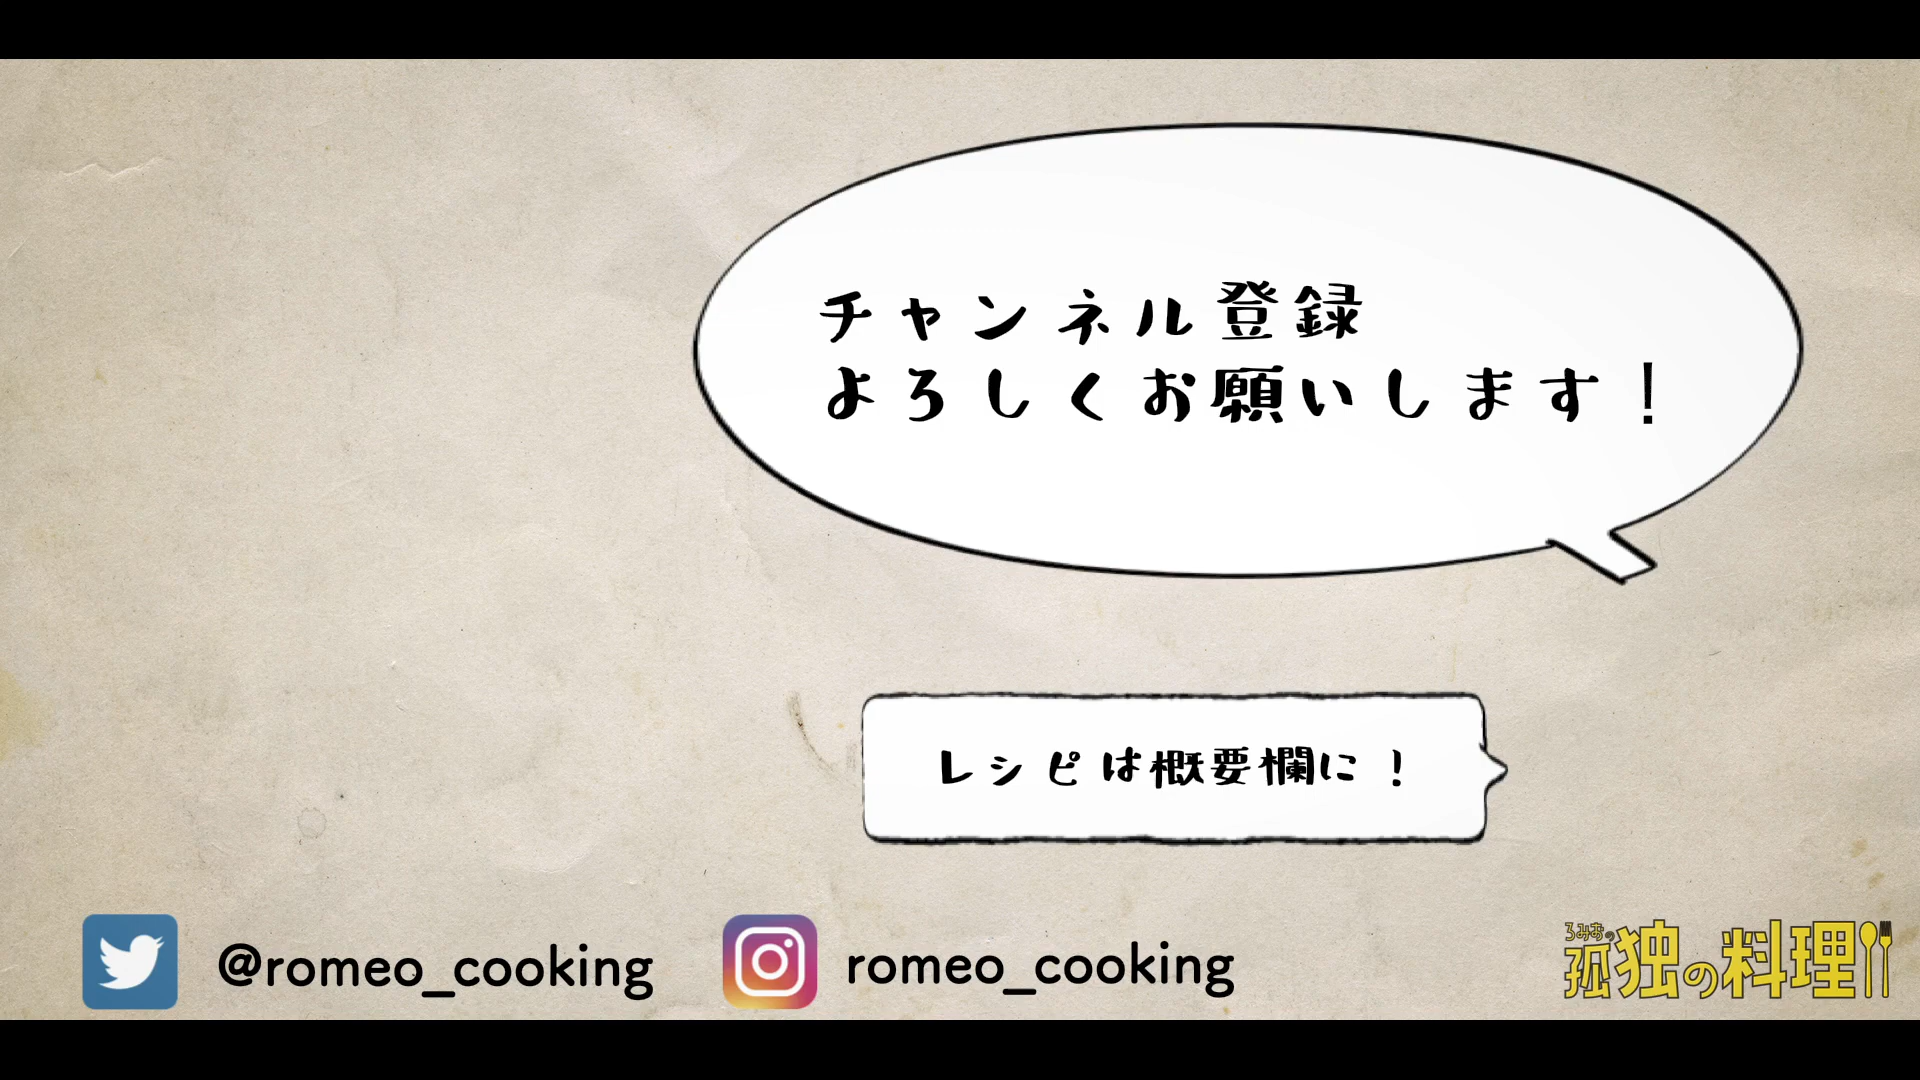 チャンネル登録
よろしくお願いします！
レシピは概要欄に！
@romeo_cooking
romeo_cooking
ろみおの
孤独の料理